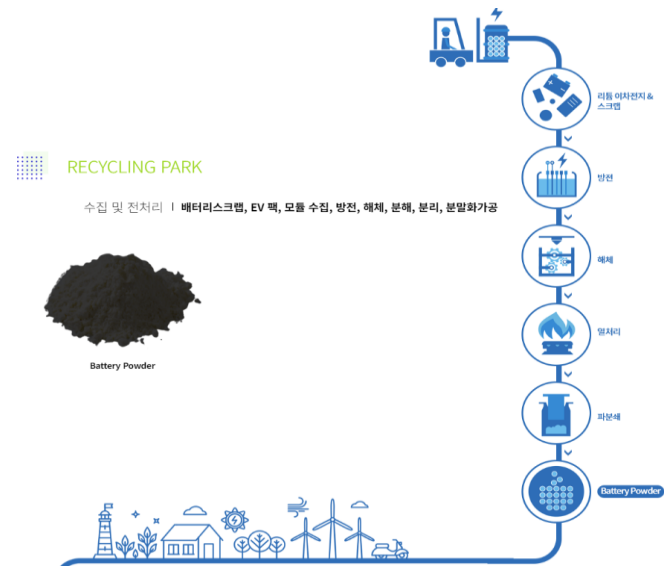 RECYCLING PARK
수집 및 전처리 I 배터리스크랩, EV 팩, 모듈 수집, 방전, 해체, 분해, 분리, 분말화가공
Battery Powder
리튬 이차전지 &
스크랩
방전
해체
열처리
파분쇄
Battery Powder